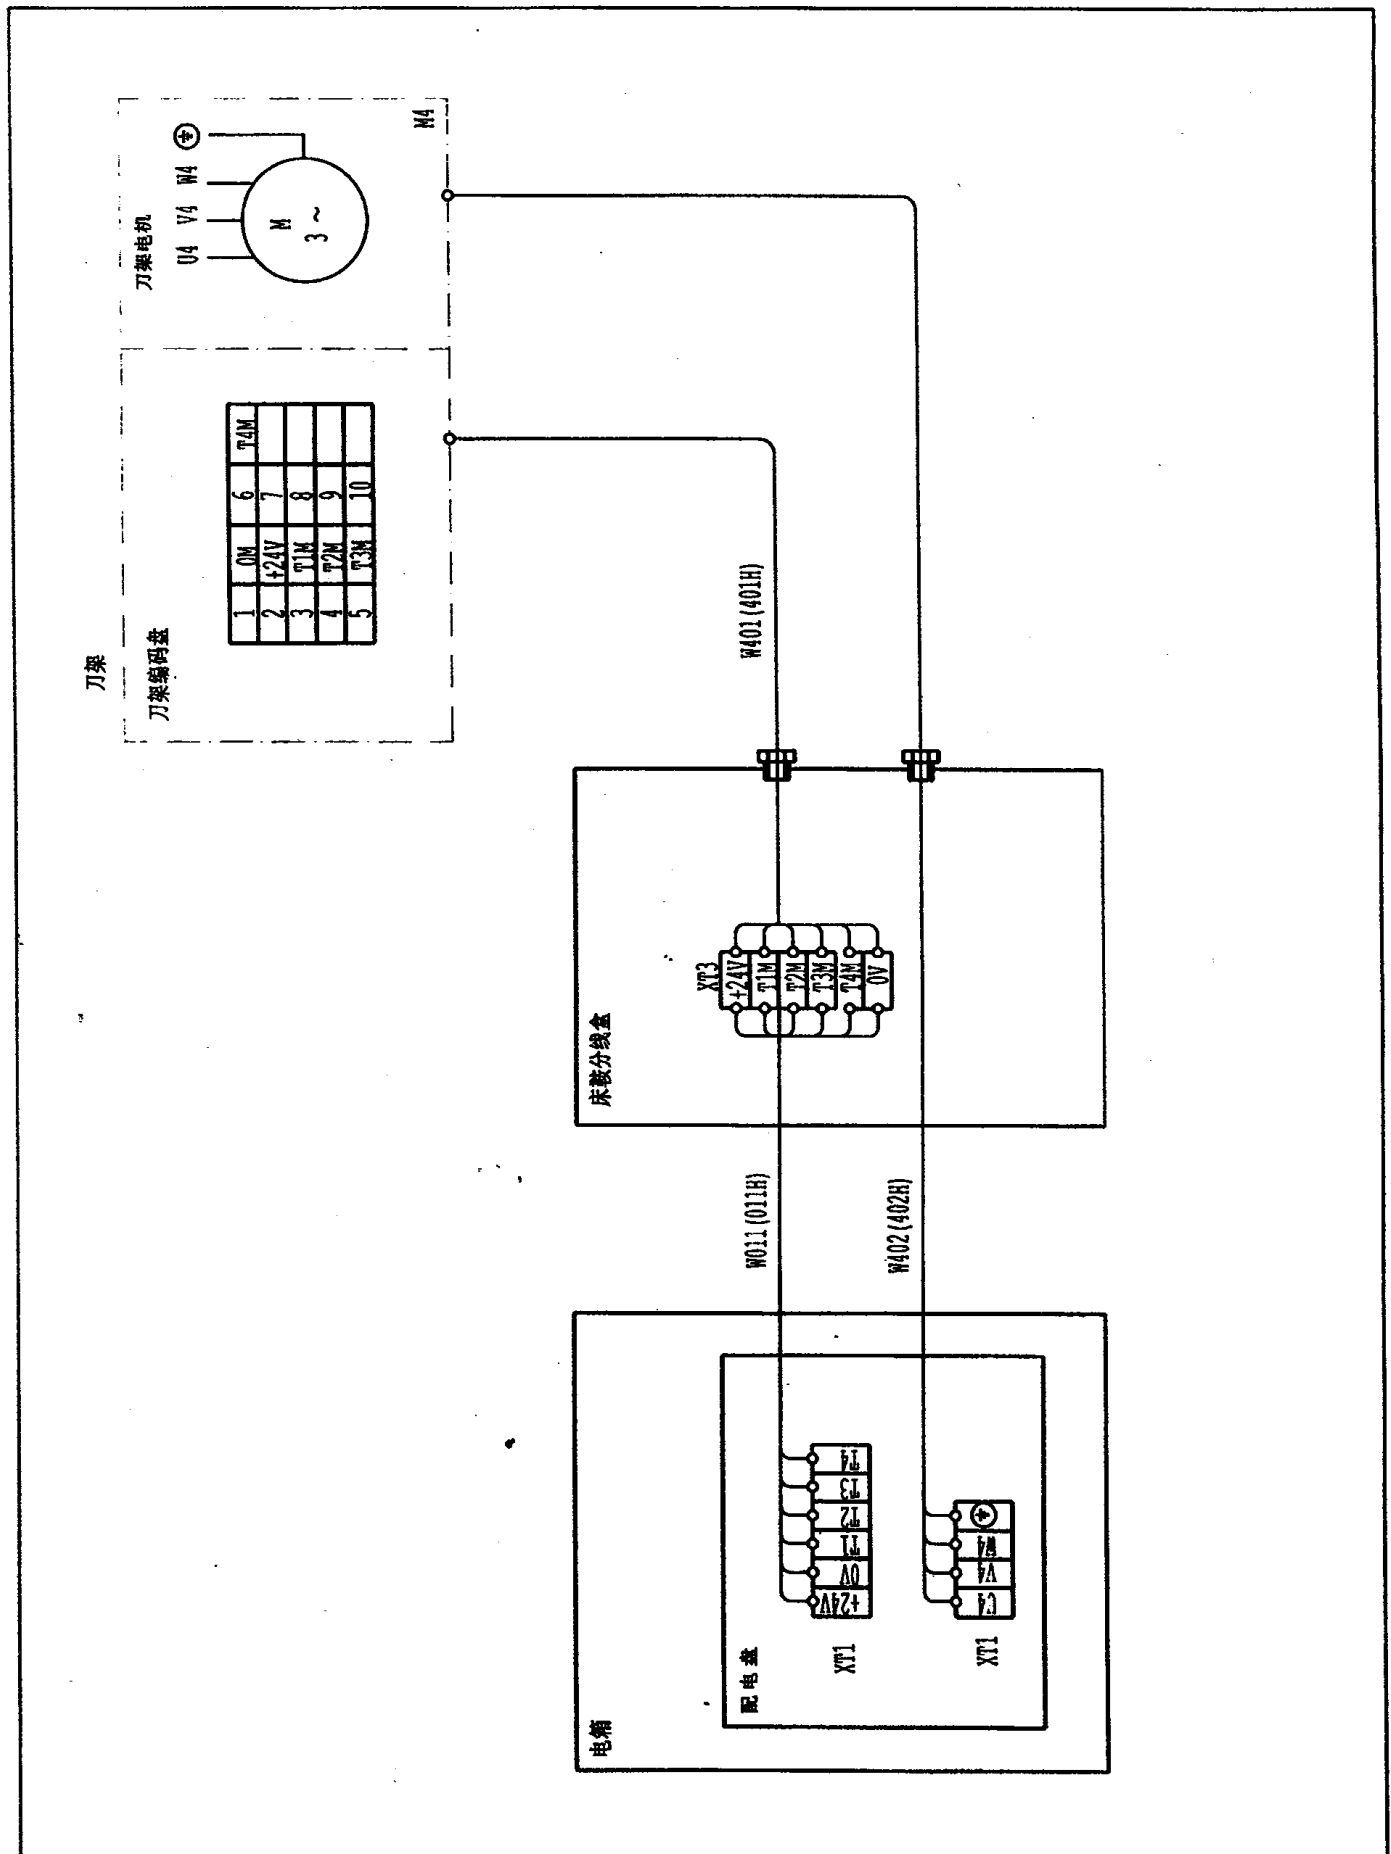 刀架
刀架编码盘
1 0M 6 T4M
2 +24V 7
3 T1M 8
4 T2M 9
5 T3M 10
刀架电机
U4 V4 W4
M
3 ~
M4
W401(401H)
床鞍分线盒
XT3
+24V
T1M
T2M
T3M
T4M
0V
W011(011H)
W402(402H)
电箱
配电盘
XT1
+24V 0V T1 T2 T3 T4
XT1
U4 V4 W4